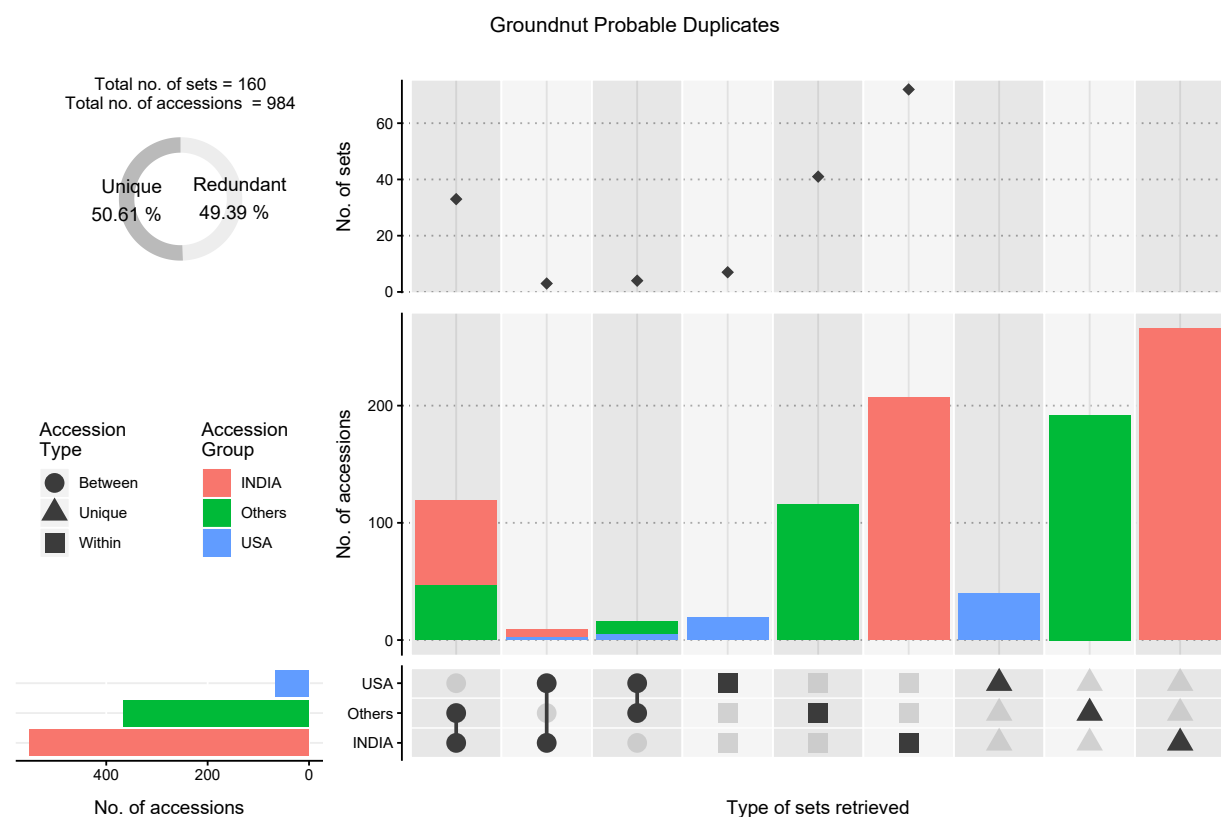 Groundnut Probable Duplicates
Total no. of sets = 160
Total no. of accessions  = 984
Unique
50.61 %
Redundant
49.39 %
No. of sets
60
40
20
0
No. of accessions
200
100
0
Accession
Type
Between
Unique
Within
Accession
Group
INDIA
Others
USA
USA
Others
INDIA
400
200
0
No. of accessions
Type of sets retrieved